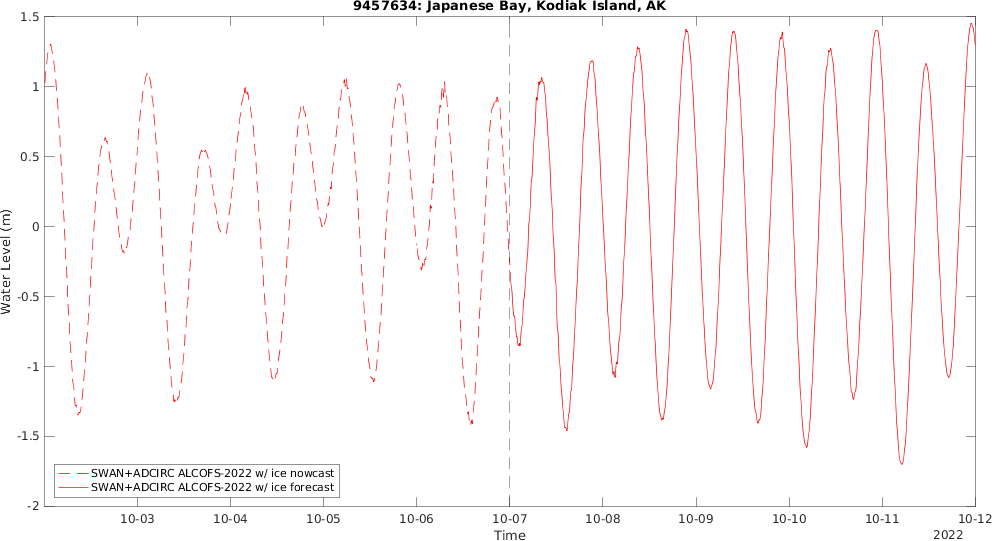 9457634: Japanese Bay, Kodiak Island, AK
Water Level (m)
1.5
1
0.5
0
-0.5
-1
-1.5
-2
SWAN+ADCIRC ALCOFS-2022 w/ ice nowcast
SWAN+ADCIRC ALCOFS-2022 w/ ice forecast
10-03 10-04 10-05 10-06 10-07 10-08 10-09 10-10 10-11 10-12
Time
2022